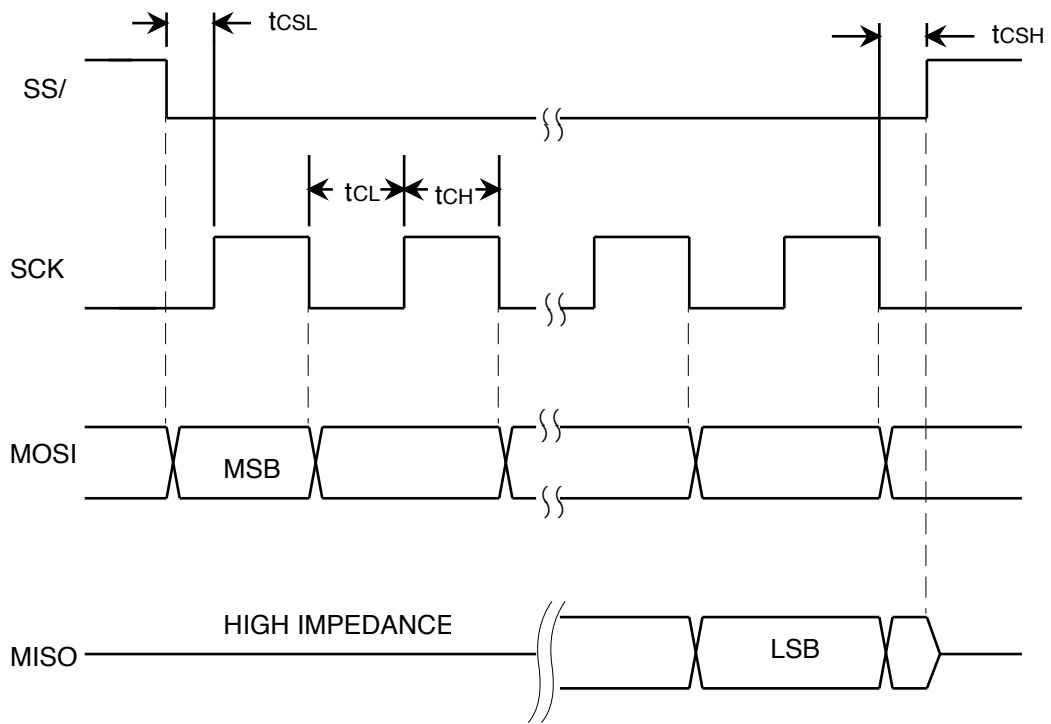 tCSL
tCSH
SS/
tCL
tCH
SCK
MOSI
MSB
HIGH IMPEDANCE
MISO
LSB